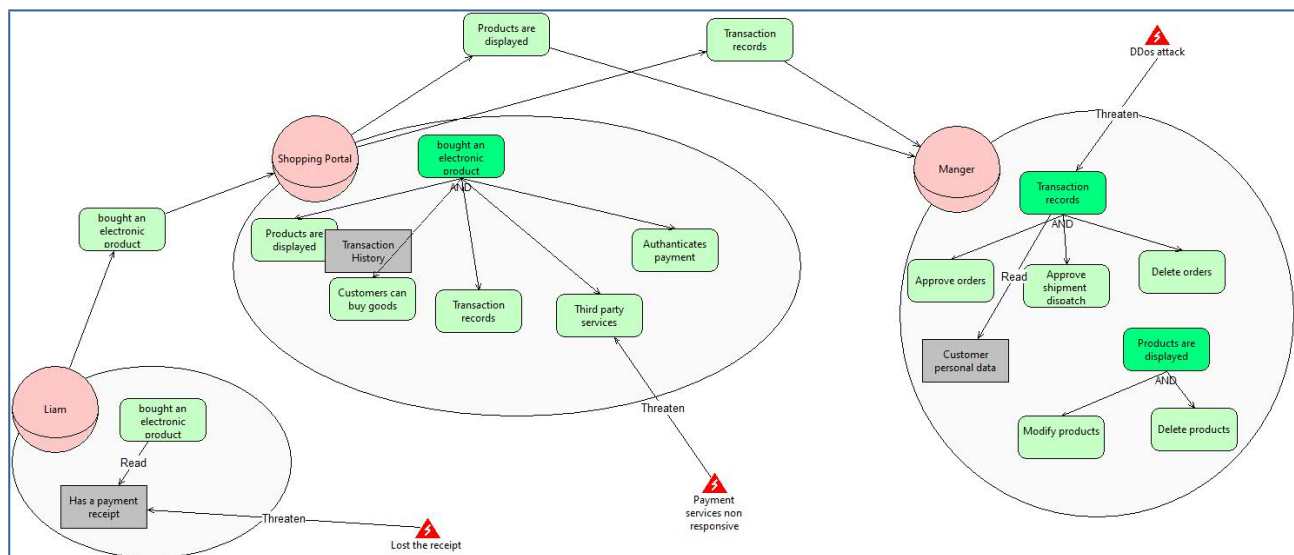 Products are
displayed
Transaction
records
DDos attack
Threaten
Shopping Portal
bought an
electronic
product
AND
Manger
Transaction
records
AND
bought an
electronic
product
Products are
displayed
Transaction
History
Authanticates
payment
Customers can
buy goods
Transaction
records
Third party
services
Approve orders
Read
Approve
shipment
dispatch
Delete orders
Customer
personal data
Products are
displayed
AND
Modify products
Delete products
Liam
bought an
electronic
product
Read
Has a payment
receipt
Threaten
Lost the receipt
Threaten
Payment
services non
responsive